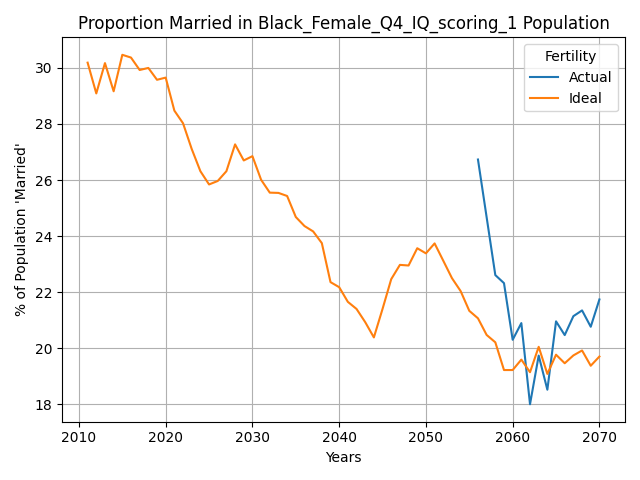 Proportion Married in Black_Female_Q4_IQ_scoring_1 Population
Fertility
Actual
Ideal
% of Population 'Married'
30
28
26
24
22
20
18
2010 2020 2030 2040 2050 2060 2070
Years